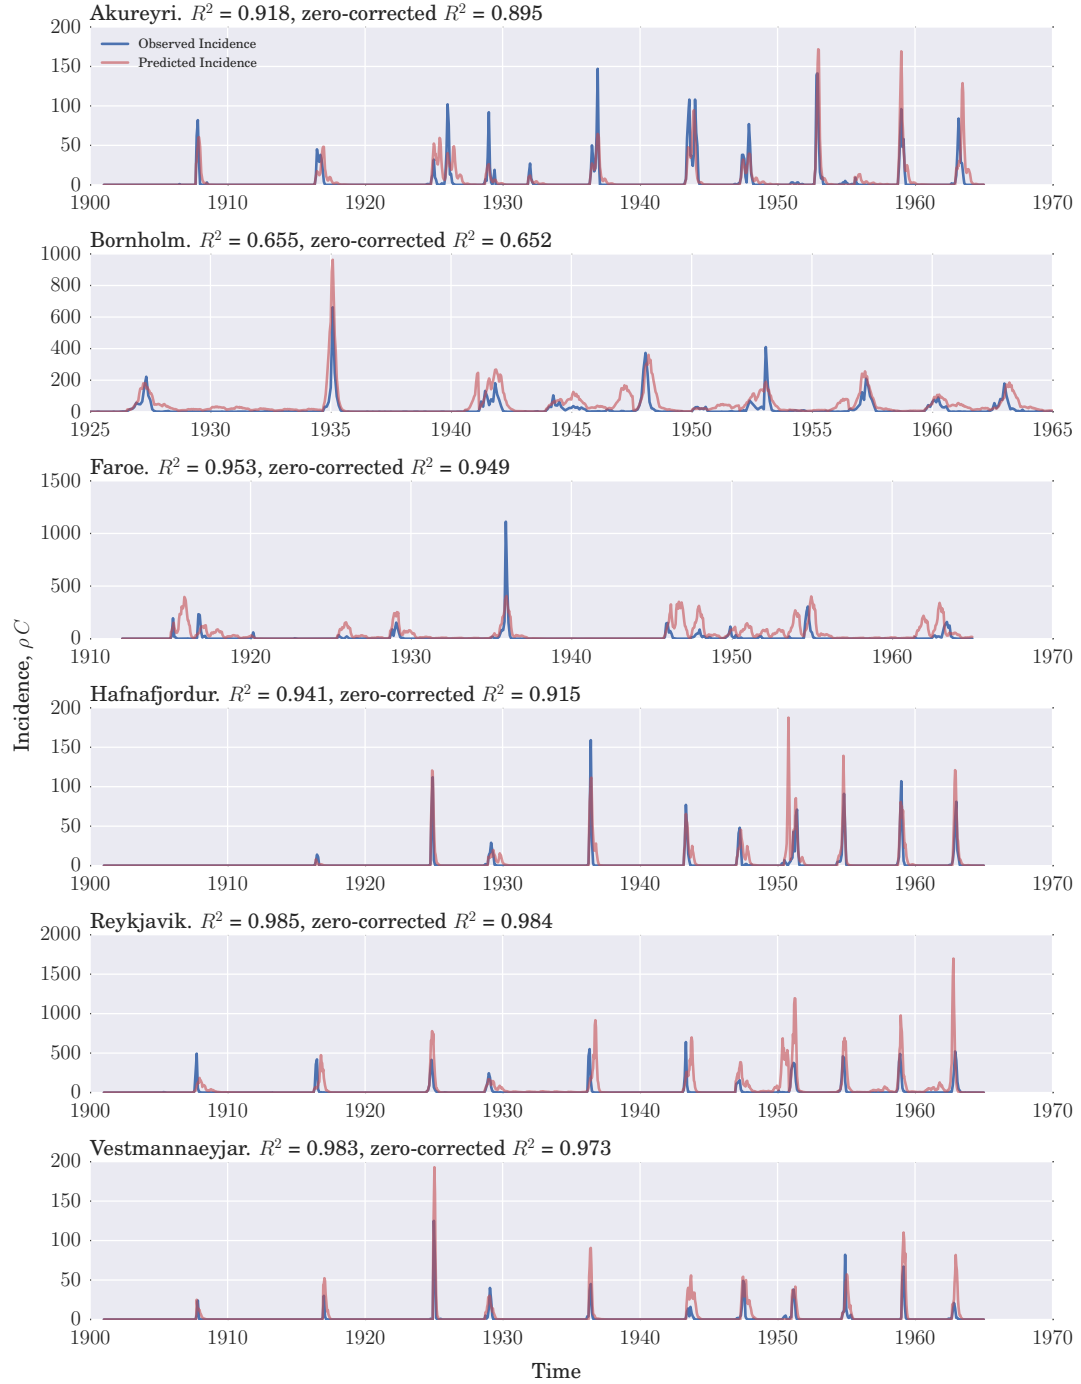 Akureyri. R² = 0.918, zero-corrected R² = 0.895
200
150
100
50
0
Observed Incidence
Predicted Incidence
1900 1910 1920 1930 1940 1950 1960 1970
Bornholm. R² = 0.655, zero-corrected R² = 0.652
1000
800
600
400
200
0
1925 1930 1935 1940 1945 1950 1955 1960 1965
Faroe. R² = 0.953, zero-corrected R² = 0.949
1500
1000
500
0
1910 1920 1930 1940 1950 1960 1970
Incidence, ρC
Hafnafjordur. R² = 0.941, zero-corrected R² = 0.915
200
150
100
50
0
1900 1910 1920 1930 1940 1950 1960 1970
Reykjavik. R² = 0.985, zero-corrected R² = 0.984
2000
1500
1000
500
0
1900 1910 1920 1930 1940 1950 1960 1970
Vestmannaeyjar. R² = 0.983, zero-corrected R² = 0.973
200
150
100
50
0
1900 1910 1920 1930 1940 1950 1960 1970
Time